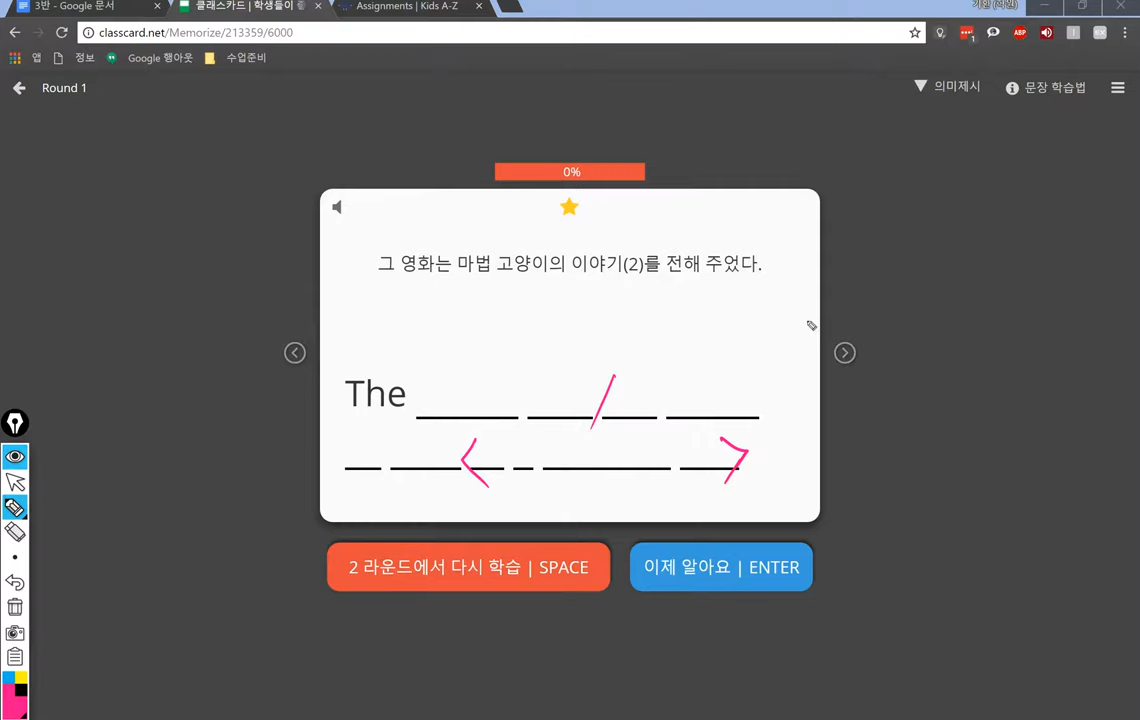 3반 - Google 문서 × 클래스카드 | 학생들이 × Assignments | Kids A-Z ×
classcard.net/Memorize/213359/6000 ABP 1
앱 정보 Google 행아웃 수업준비
Round 1 의미제시 문장 학습법
0%
그 영화는 마법 고양이의 이야기(2)를 전해 주었다.
The
2 라운드에서 다시 학습 | SPACE 이제 알아요 | ENTER